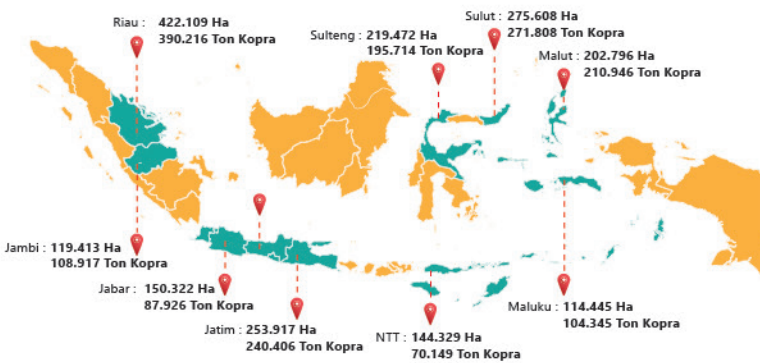 Riau : 422.109 Ha
390.216 Ton Kopra
Sulteng : 219.472 Ha
195.714 Ton Kopra
Sulut : 275.608 Ha
271.808 Ton Kopra
Malut : 202.796 Ha
210.946 Ton Kopra
Jambi : 119.413 Ha
108.917 Ton Kopra
Jabar : 150.322 Ha
87.926 Ton Kopra
Jatim : 253.917 Ha
240.406 Ton Kopra
NTT : 144.329 Ha
70.149 Ton Kopra
Maluku : 114.445 Ha
104.345 Ton Kopra